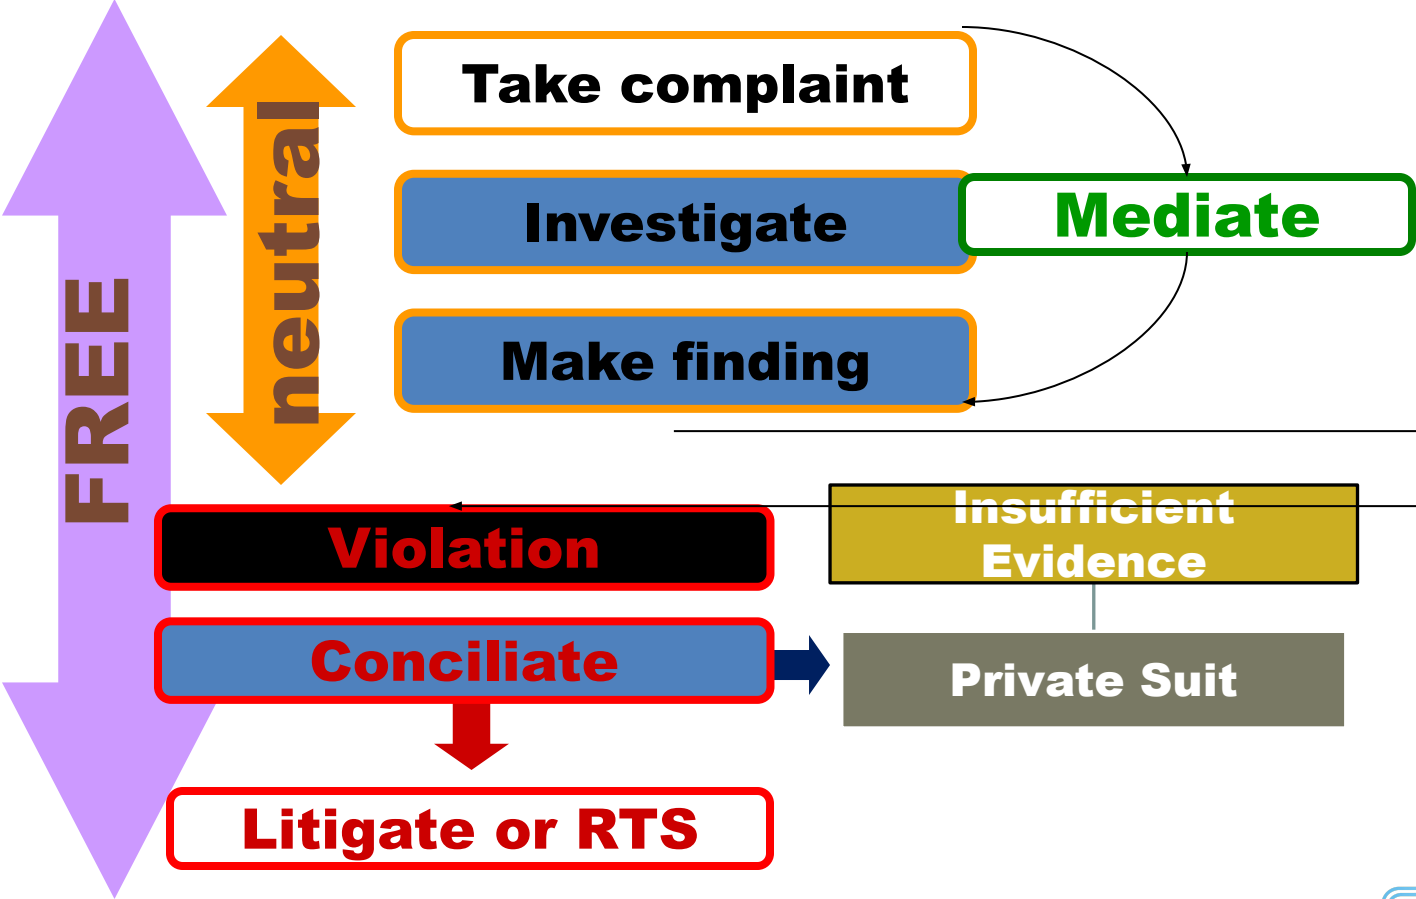 FREE
neutral
Take complaint
Investigate
Mediate
Make finding
Violation
Insufficient
Evidence
Conciliate
Private Suit
Litigate or RTS